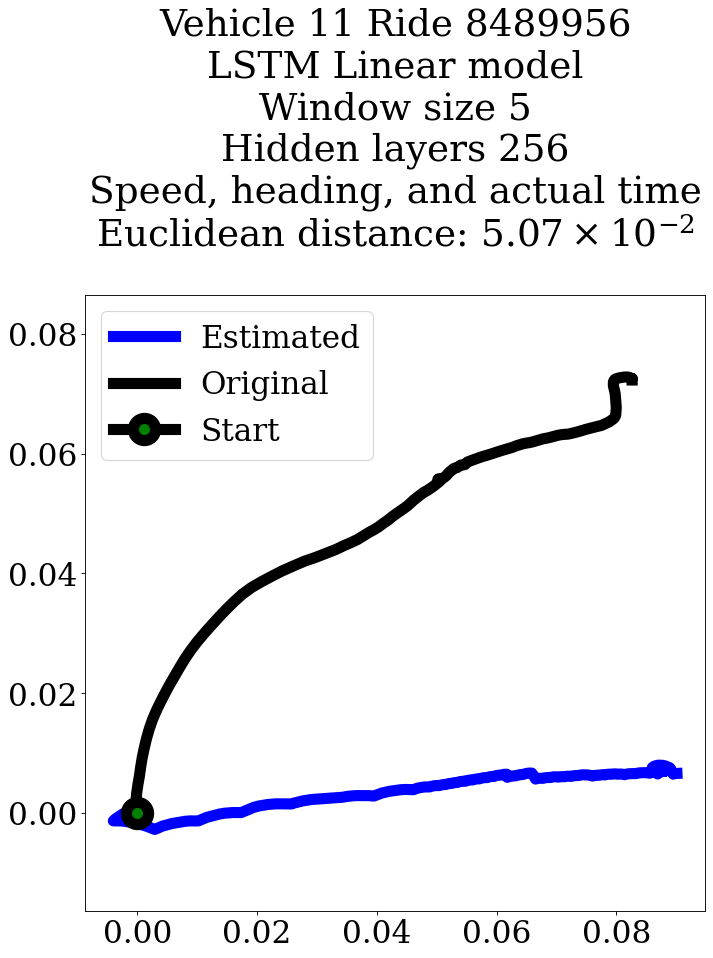 Vehicle 11 Ride 8489956
LSTM Linear model
Window size 5
Hidden layers 256
Speed, heading, and actual time
Euclidean distance: 5.07 × 10⁻²
Estimated
Original
Start
0.08
0.06
0.04
0.02
0.00
0.00 0.02 0.04 0.06 0.08